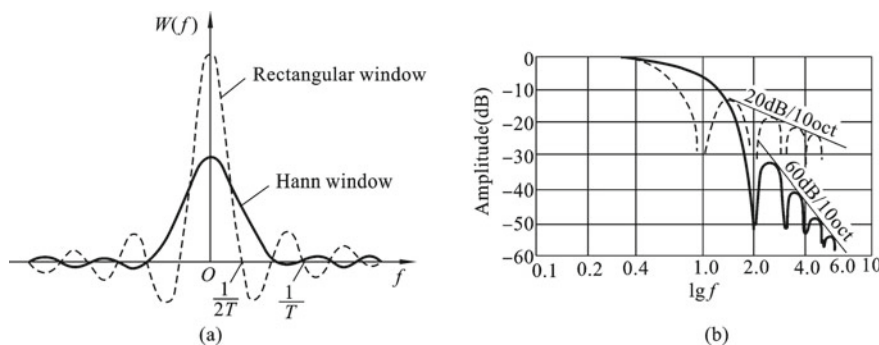 W(f)
Rectangular window
Hann window
O
1/2T
1/T
f
(a)
Amplitude(dB)
0
−10
−20
−30
−40
−50
−60
20dB/10oct
60dB/10oct
0.1 0.2 0.4 1.0 2.0 4.0 6.0 10
lg f
(b)